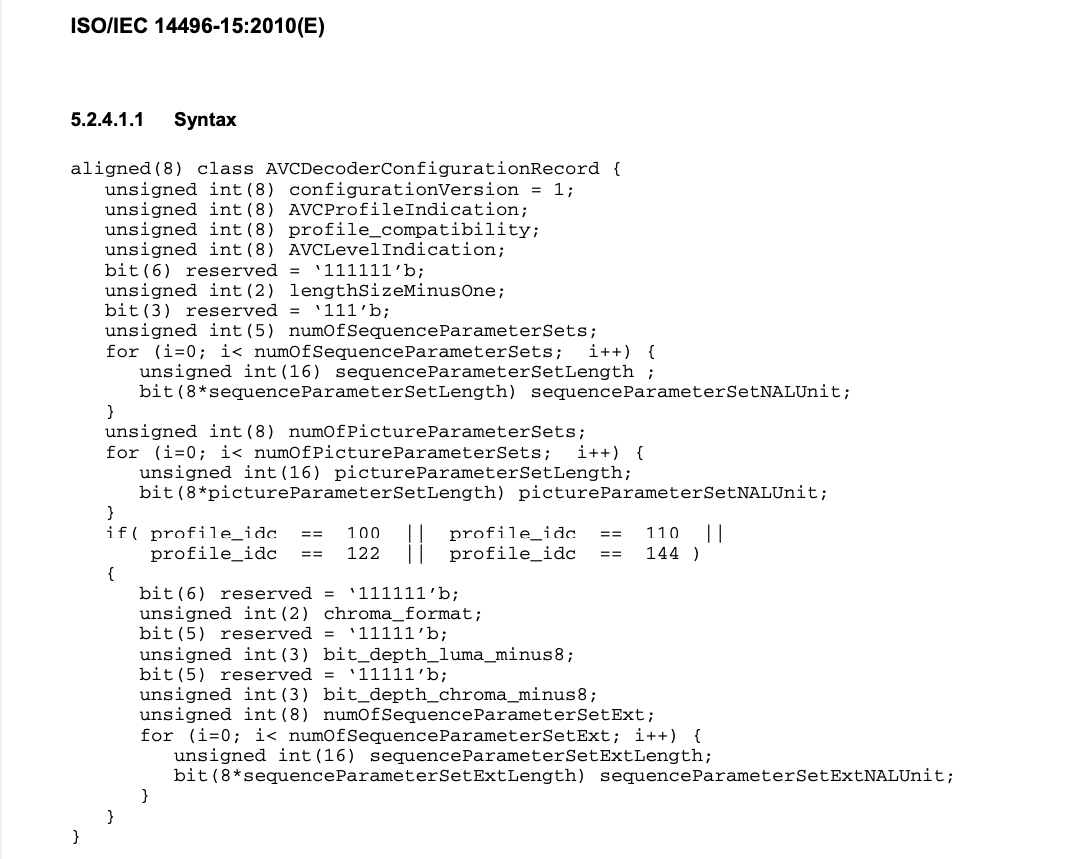 ISO/IEC 14496-15:2010(E)
5.2.4.1.1 Syntax
aligned(8) class AVCDecoderConfigurationRecord {
unsigned int(8) configurationVersion = 1;
unsigned int(8) AVCProfileIndication;
unsigned int(8) profile_compatibility;
unsigned int(8) AVCLevelIndication;
bit(6) reserved = ‘111111’b;
unsigned int(2) lengthSizeMinusOne;
bit(3) reserved = ‘111’b;
unsigned int(5) numOfSequenceParameterSets;
for (i=0; i< numOfSequenceParameterSets; i++) {
unsigned int(16) sequenceParameterSetLength ;
bit(8*sequenceParameterSetLength) sequenceParameterSetNALUnit;
}
unsigned int(8) numOfPictureParameterSets;
for (i=0; i< numOfPictureParameterSets; i++) {
unsigned int(16) pictureParameterSetLength;
bit(8*pictureParameterSetLength) pictureParameterSetNALUnit;
}
if( profile_idc == 100 || profile_idc == 110 ||
profile_idc == 122 || profile_idc == 144 )
{
bit(6) reserved = ‘111111’b;
unsigned int(2) chroma_format;
bit(5) reserved = ‘11111’b;
unsigned int(3) bit_depth_luma_minus8;
bit(5) reserved = ‘11111’b;
unsigned int(3) bit_depth_chroma_minus8;
unsigned int(8) numOfSequenceParameterSetExt;
for (i=0; i< numOfSequenceParameterSetExt; i++) {
unsigned int(16) sequenceParameterSetExtLength;
bit(8*sequenceParameterSetExtLength) sequenceParameterSetExtNALUnit;
}
}
}